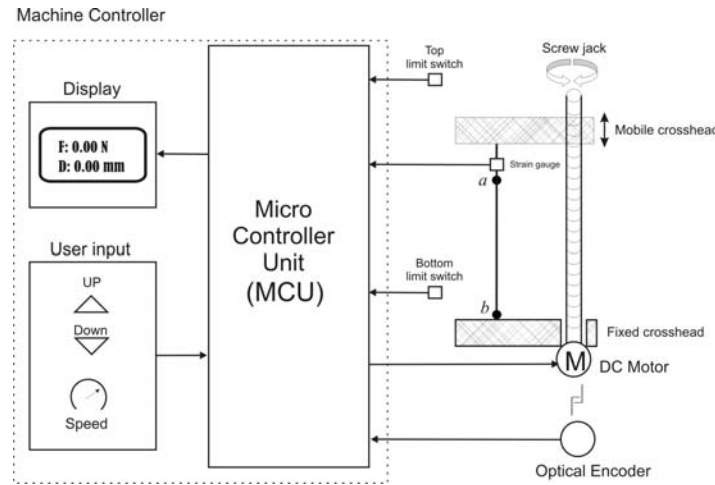 Machine Controller
Display
F: 0.00 N
D: 0.00 mm
User input
UP
Down
Speed
Micro
Controller
Unit
(MCU)
Top
limit switch
Strain gauge
a
Bottom
limit switch
b
Screw jack
Mobile crosshead
Fixed crosshead
M
DC Motor
Optical Encoder